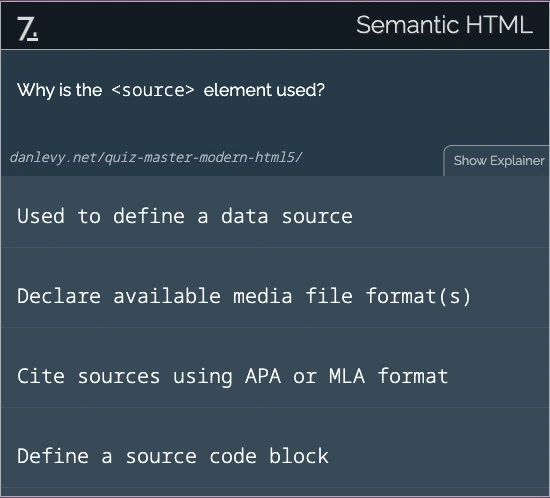 7.
Semantic HTML
Why is the <source> element used?
danlevy.net/quiz-master-modern-html5/
Show Explainer
Used to define a data source
Declare available media file format(s)
Cite sources using APA or MLA format
Define a source code block